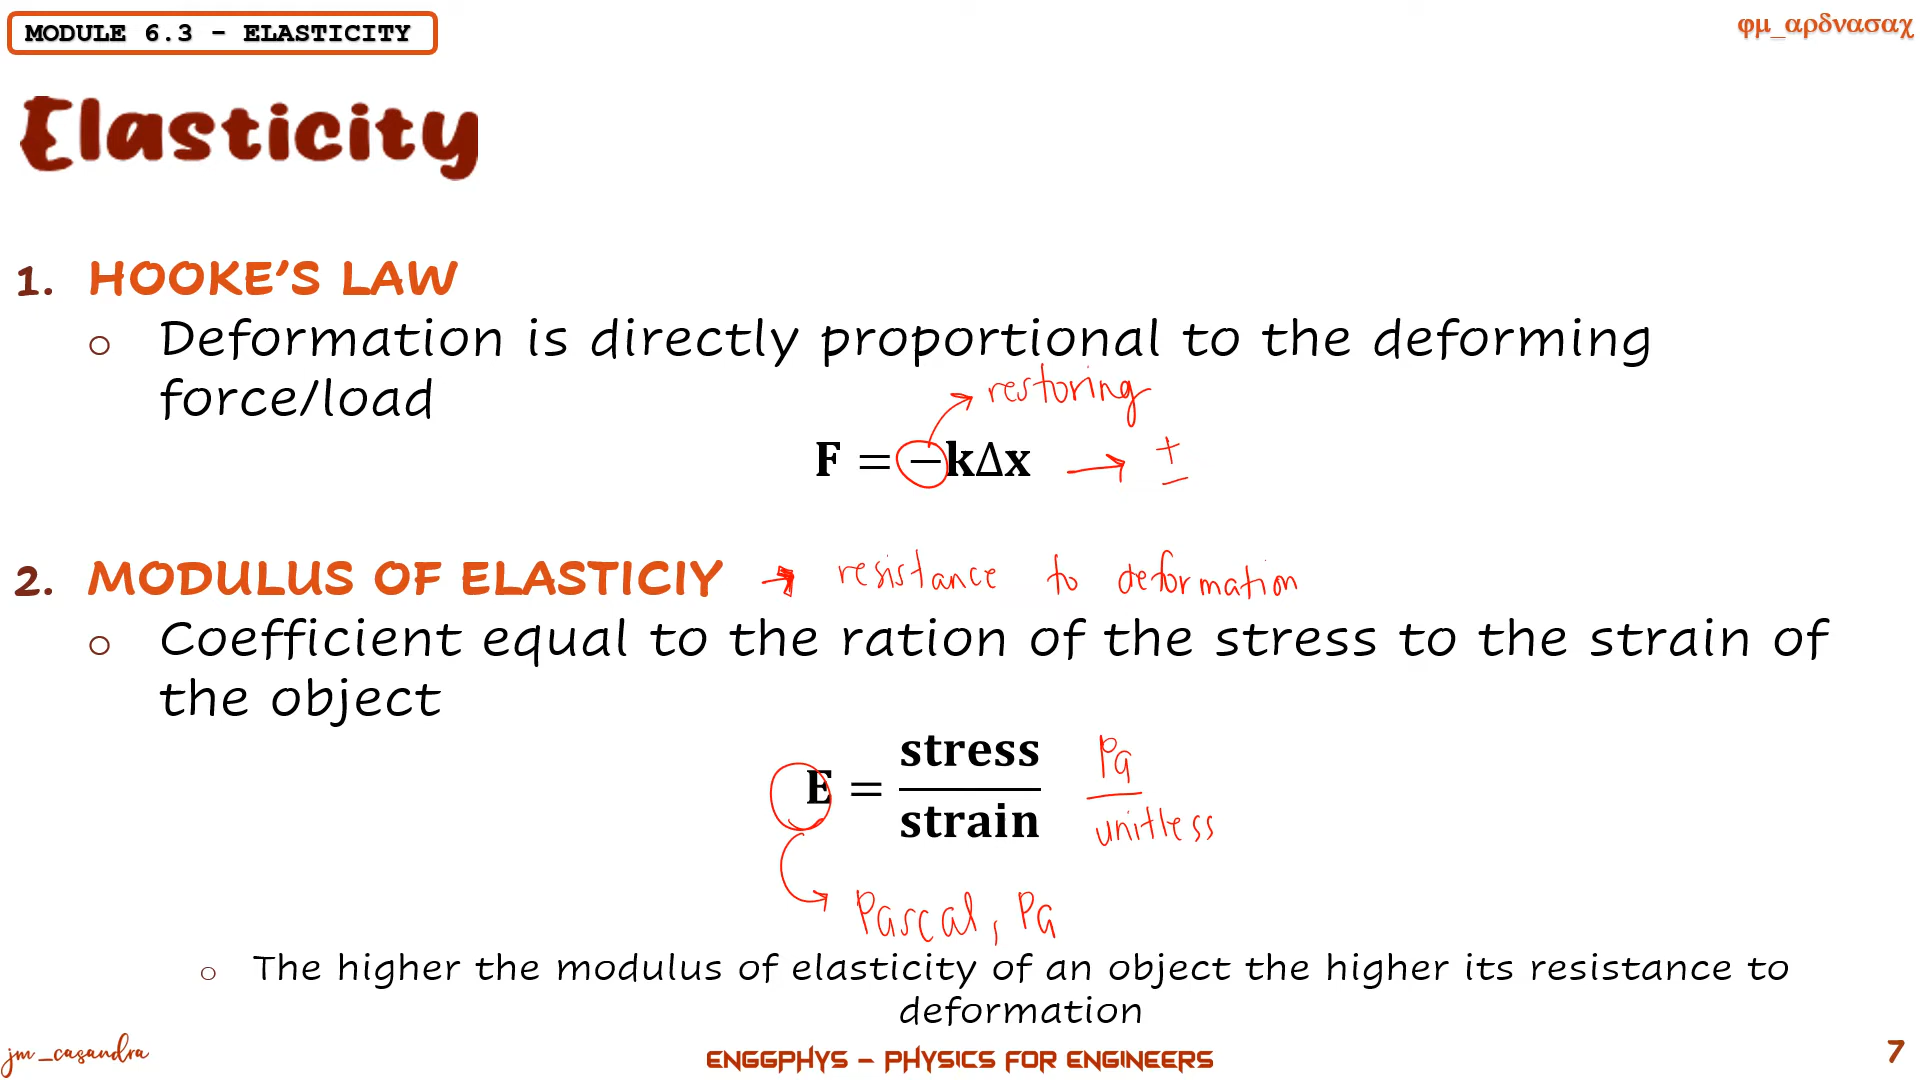 MODULE 6.3 - ELASTICITY
φμ_αρδνασαχ
Elasticity
1. HOOKE'S LAW
o Deformation is directly proportional to the deforming
force/load
restoring
F = −kΔx → ±
2. MODULUS OF ELASTICIY → resistance to deformation
o Coefficient equal to the ration of the stress to the strain of
the object
E = stress/strain Pa/unitless
Pascal, Pa
o The higher the modulus of elasticity of an object the higher its resistance to
deformation
jm_casandra
ENGGPHYS – PHYSICS FOR ENGINEERS
7